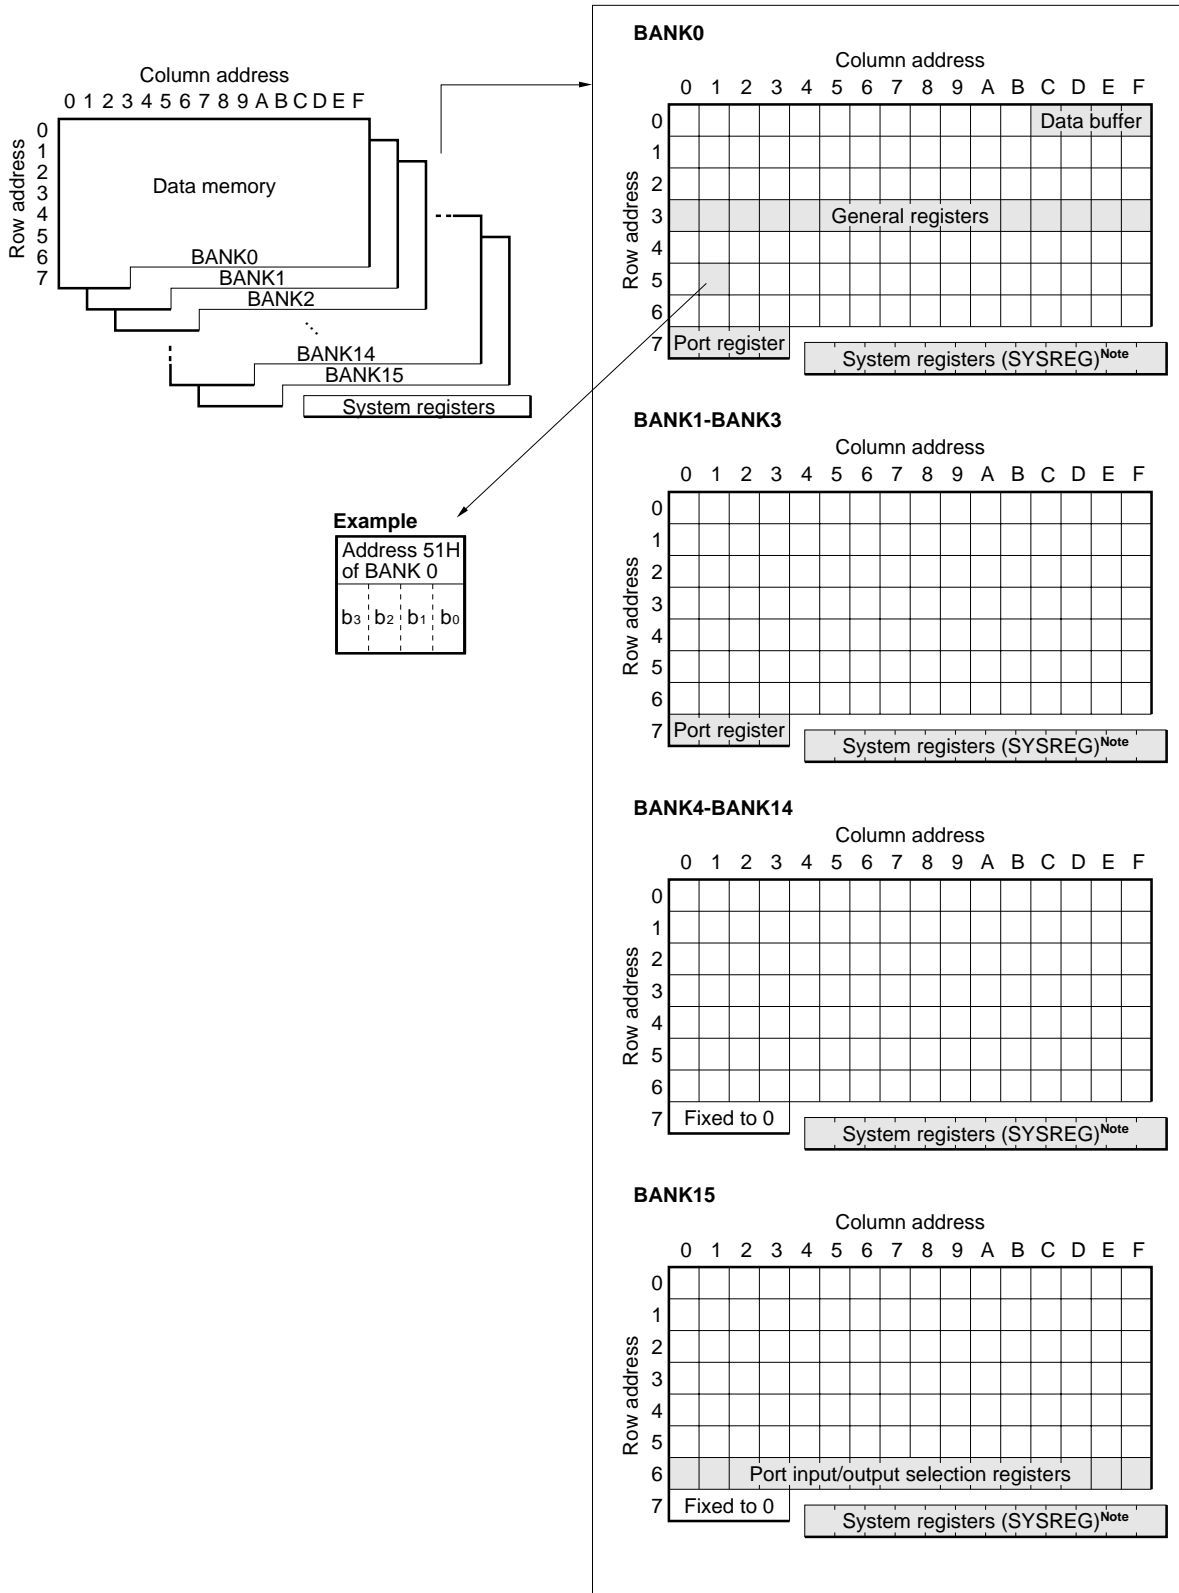 Column address
0 1 2 3 4 5 6 7 8 9 A B C D E F
Row address
0
1
2
3
4
5
6
7
Data memory
BANK0
BANK1
BANK2
BANK14
BANK15
System registers
Example
Address 51H
of BANK 0
b3 b2 b1 b0
BANK0
Column address
0 1 2 3 4 5 6 7 8 9 A B C D E F
Row address
0
1
2
3
4
5
6
7
Data buffer
General registers
Port register
System registers (SYSREG)Note
BANK1-BANK3
Column address
0 1 2 3 4 5 6 7 8 9 A B C D E F
Row address
0
1
2
3
4
5
6
7
Port register
System registers (SYSREG)Note
BANK4-BANK14
Column address
0 1 2 3 4 5 6 7 8 9 A B C D E F
Row address
0
1
2
3
4
5
6
7
Fixed to 0
System registers (SYSREG)Note
BANK15
Column address
0 1 2 3 4 5 6 7 8 9 A B C D E F
Row address
0
1
2
3
4
5
6
7
Port input/output selection registers
Fixed to 0
System registers (SYSREG)Note